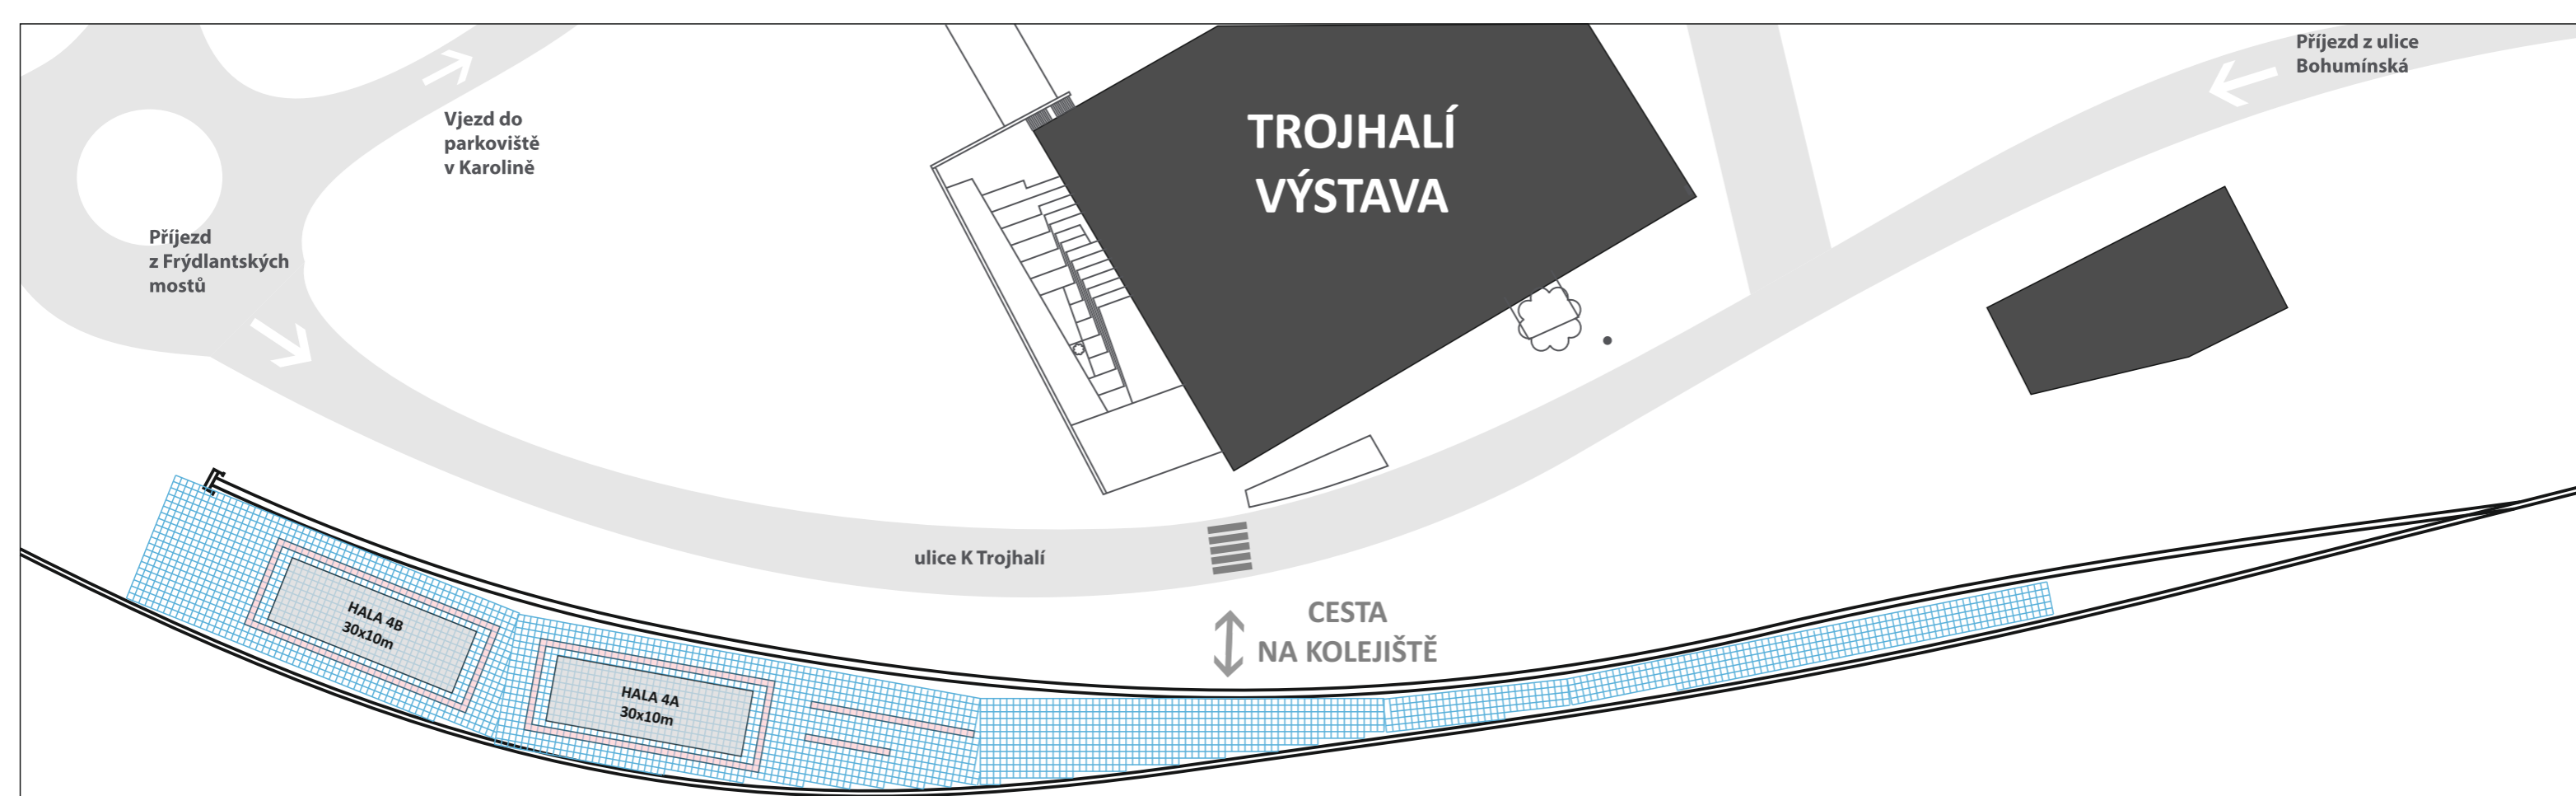 Příjezd z ulice
Bohumínská
Vjezd do
parkoviště
v Karolině
TROJHALÍ
VÝSTAVA
Příjezd
z Frýdlantských
mostů
ulice K Trojhalí
CESTA
NA KOLEJIŠTĚ
HALA 4B
30x10m
HALA 4A
30x10m